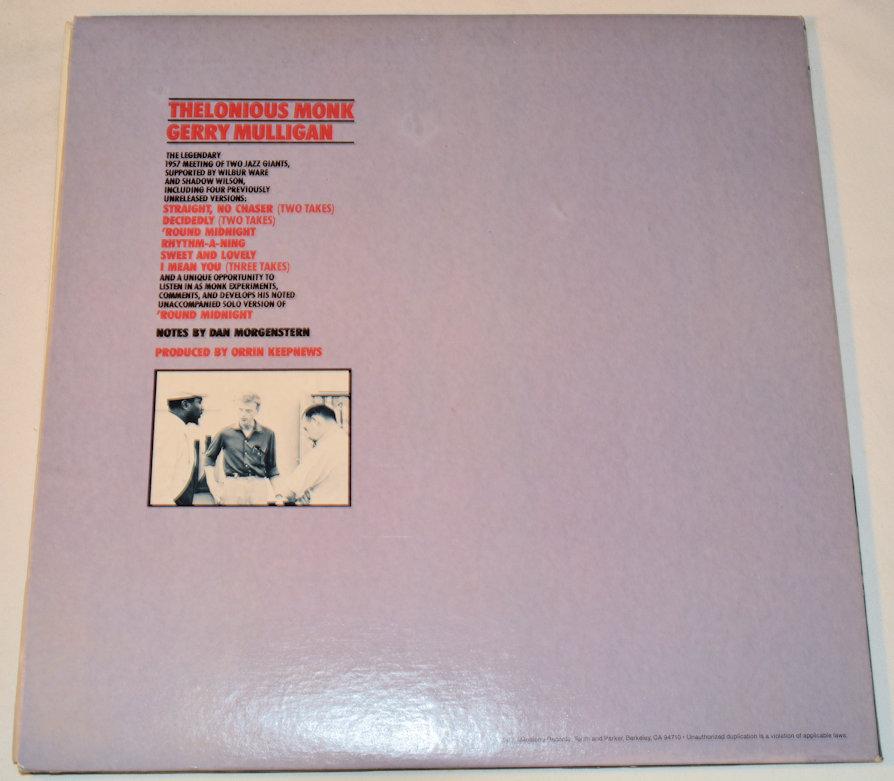 THELONIOUS MONK
GERRY MULLIGAN
THE LEGENDARY
1957 MEETING OF TWO JAZZ GIANTS,
SUPPORTED BY WILBUR WARE
AND SHADOW WILSON,
INCLUDING FOUR PREVIOUSLY
UNRELEASED VERSIONS:
STRAIGHT, NO CHASER (TWO TAKES)
DECIDEDLY (TWO TAKES)
'ROUND MIDNIGHT
RHYTHM-A-NING
SWEET AND LOVELY
I MEAN YOU (THREE TAKES)
AND A UNIQUE OPPORTUNITY TO
LISTEN IN AS MONK EXPERIMENTS,
COMMENTS, AND DEVELOPS HIS NOTED
UNACCOMPANIED SOLO VERSION OF
'ROUND MIDNIGHT
NOTES BY DAN MORGENSTERN
PRODUCED BY ORRIN KEEPNEWS
Tenth and Parker, Berkeley, CA 94710 • Unauthorized duplication is a violation of applicable laws.